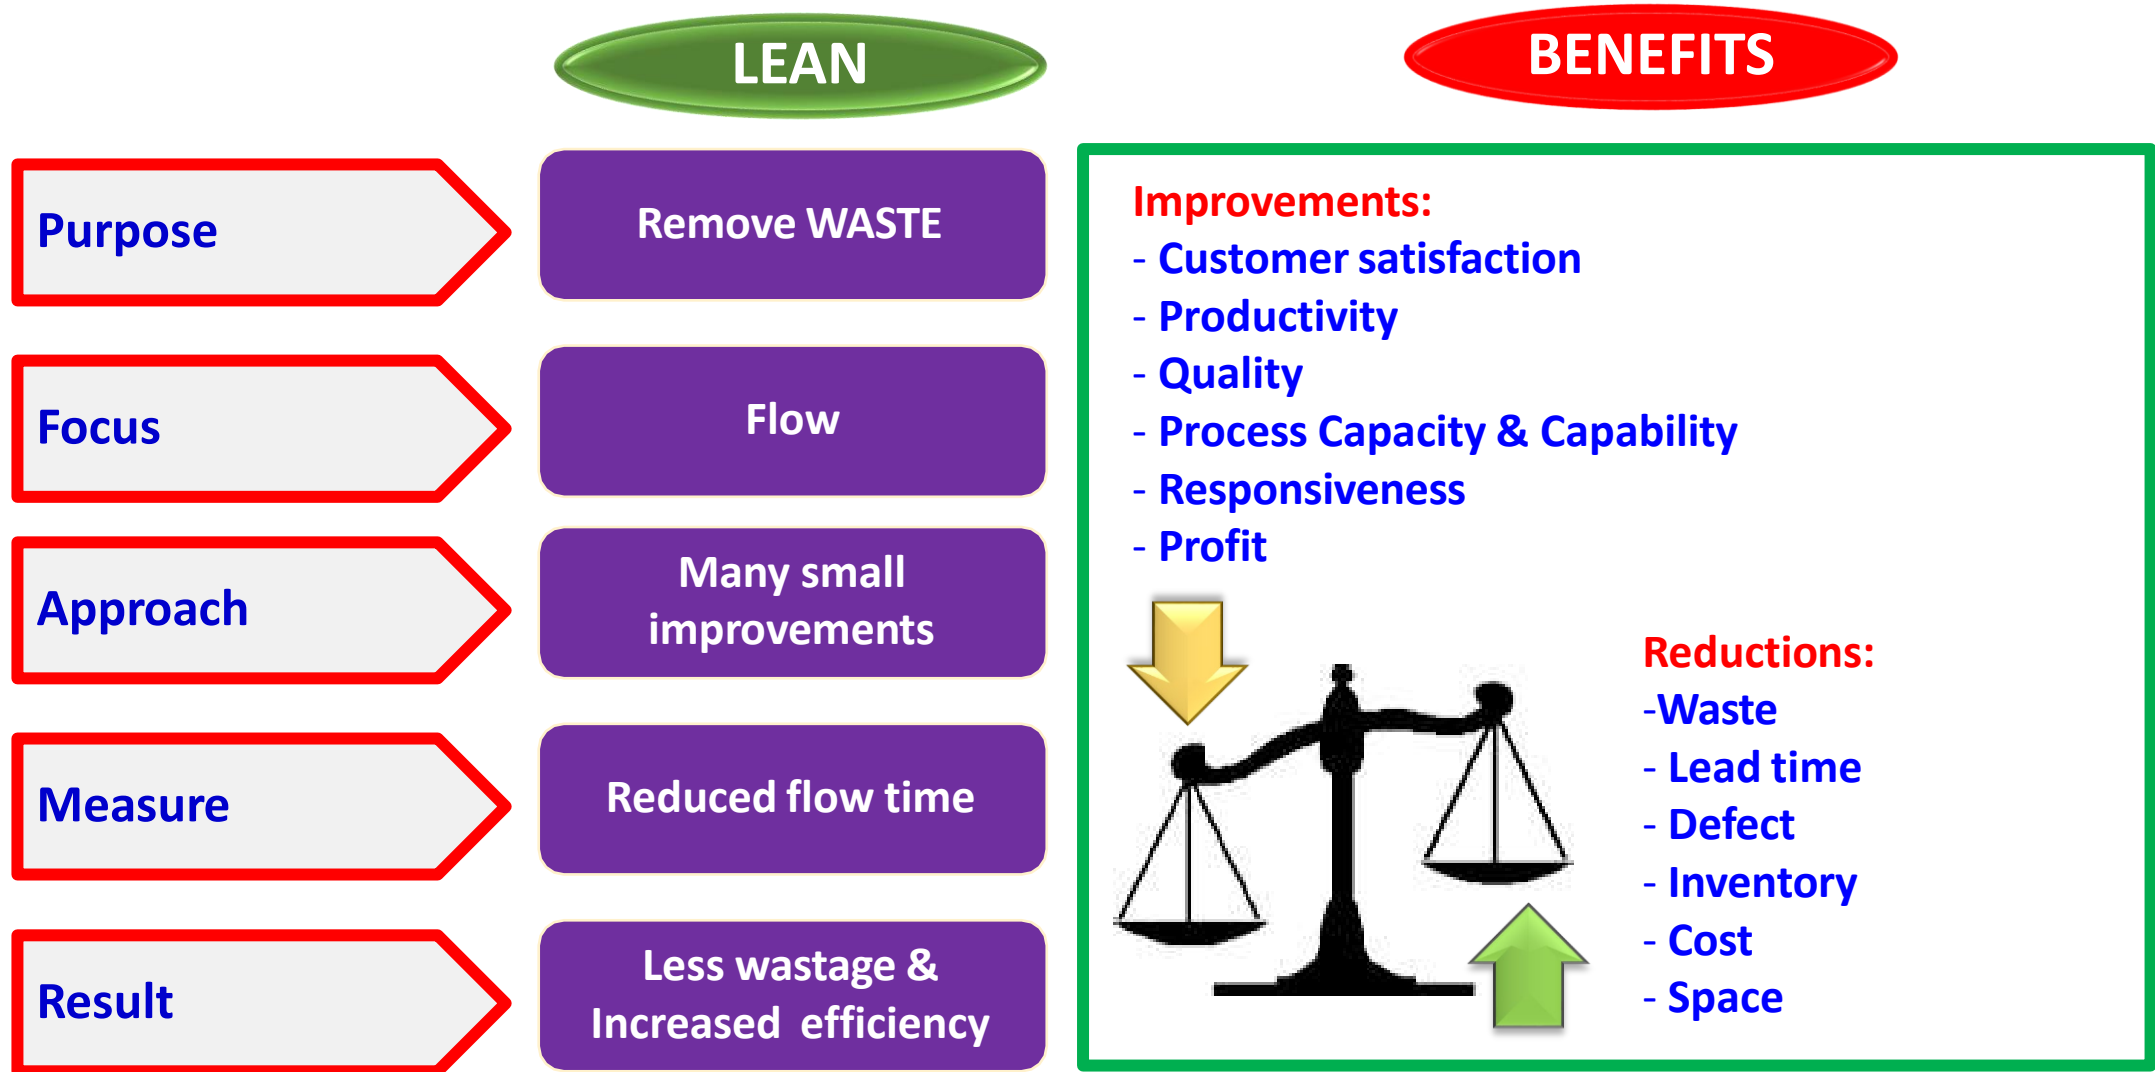 LEAN
BENEFITS
Purpose
Remove WASTE
Focus
Flow
Approach
Many small
improvements
Measure
Reduced flow time
Result
Less wastage &
Increased  efficiency
Improvements:
- Customer satisfaction
- Productivity
- Quality
- Process Capacity & Capability
- Responsiveness
- Profit
Reductions:
-Waste
- Lead time
- Defect
- Inventory
- Cost
- Space